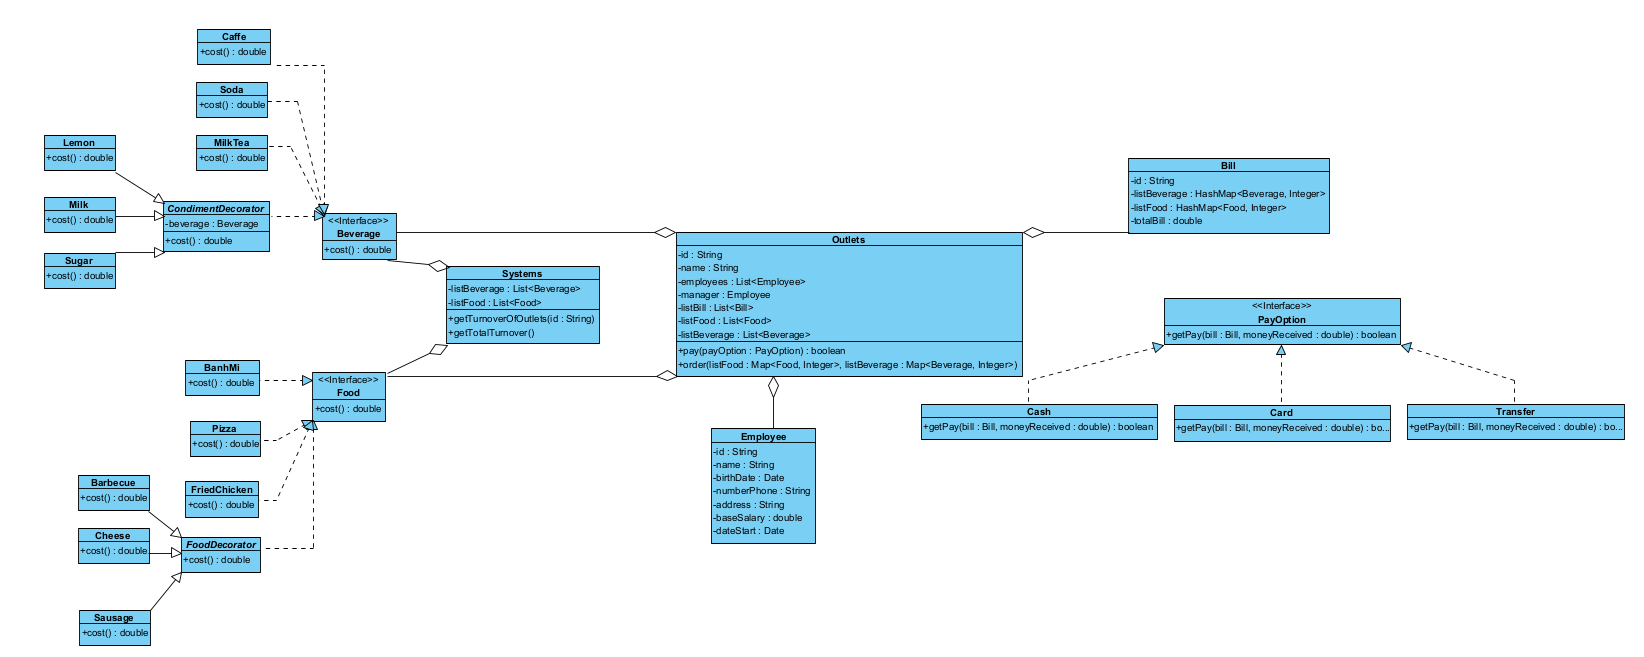 Caffe
+cost() : double
Soda
+cost() : double
MilkTea
+cost() : double
Lemon
+cost() : double
Milk
+cost() : double
Sugar
+cost() : double
CondimentDecorator
-beverage : Beverage
+cost() : double
<<Interface>>
Beverage
+cost() : double
Systems
-listBeverage : List<Beverage>
-listFood : List<Food>
+getTurnoverOfOutlets(id : String)
+getTotalTurnover()
BanhMi
+cost() : double
<<Interface>>
Food
+cost() : double
Pizza
+cost() : double
FriedChicken
+cost() : double
Barbecue
+cost() : double
Cheese
+cost() : double
FoodDecorator
+cost() : double
Sausage
+cost() : double
Outlets
-id : String
-name : String
-employees : List<Employee>
-manager : Employee
-listBill : List<Bill>
-listFood : List<Food>
-listBeverage : List<Beverage>
+pay(payOption : PayOption) : boolean
+order(listFood : Map<Food, Integer>, listBeverage : Map<Beverage, Integer>)
Employee
-id : String
-name : String
-birthDate : Date
-numberPhone : String
-address : String
-baseSalary : double
-dateStart : Date
Bill
-id : String
-listBeverage : HashMap<Beverage, Integer>
-listFood : HashMap<Food, Integer>
-totalBill : double
<<Interface>>
PayOption
+getPay(bill : Bill, moneyReceived : double) : boolean
Cash
+getPay(bill : Bill, moneyReceived : double) : boolean
Card
+getPay(bill : Bill, moneyReceived : double) : bo...
Transfer
+getPay(bill : Bill, moneyReceived : double) : bo...